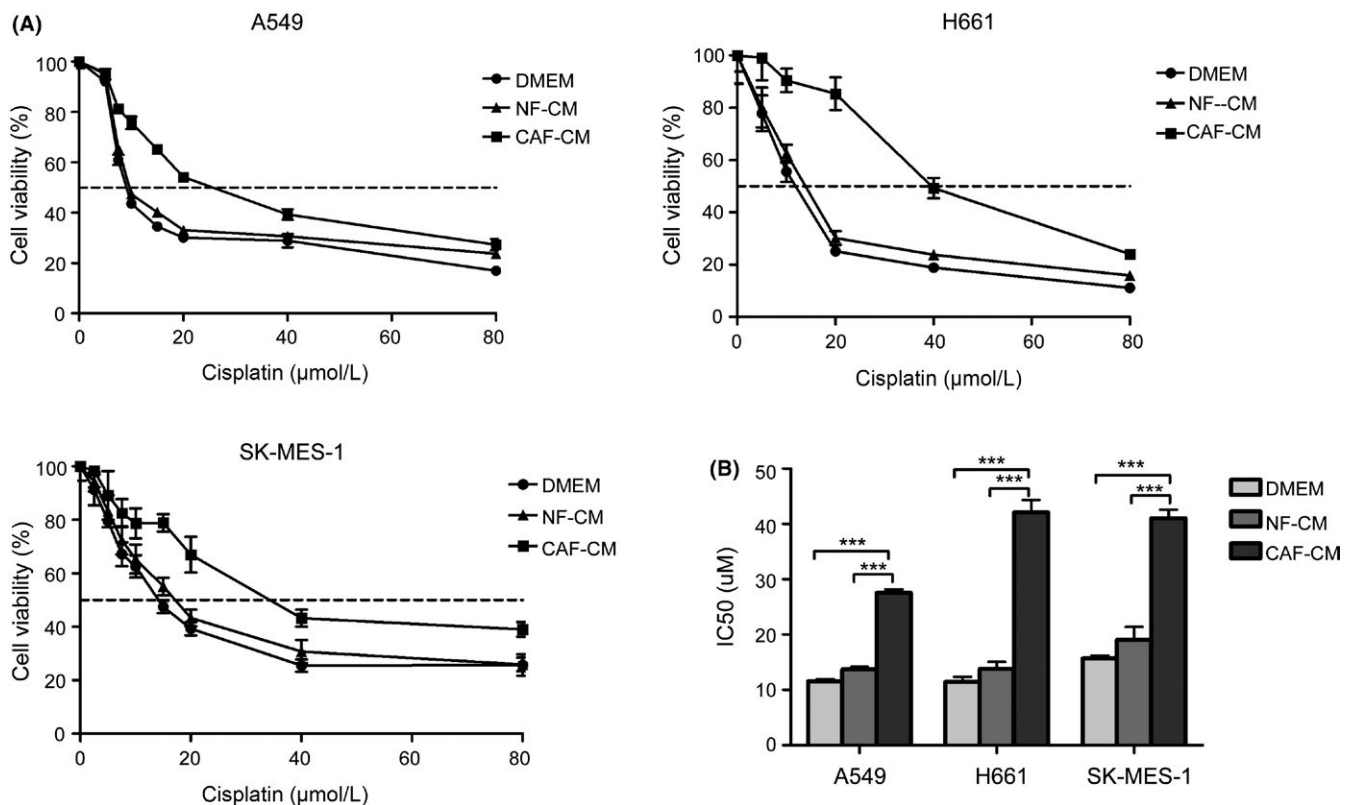 (A)
A549
Cell viability (%)
100
80
60
40
20
0
0 20 40 60 80
Cisplatin (µmol/L)
DMEM
NF-CM
CAF-CM
H661
Cell viability (%)
100
80
60
40
20
0
0 20 40 60 80
Cisplatin (µmol/L)
DMEM
NF--CM
CAF-CM
SK-MES-1
Cell viability (%)
100
80
60
40
20
0
0 20 40 60 80
Cisplatin (µmol/L)
DMEM
NF-CM
CAF-CM
(B)
IC50 (uM)
50
40
30
20
10
0
*** *** ***
*** *** ***
A549 H661 SK-MES-1
DMEM
NF-CM
CAF-CM